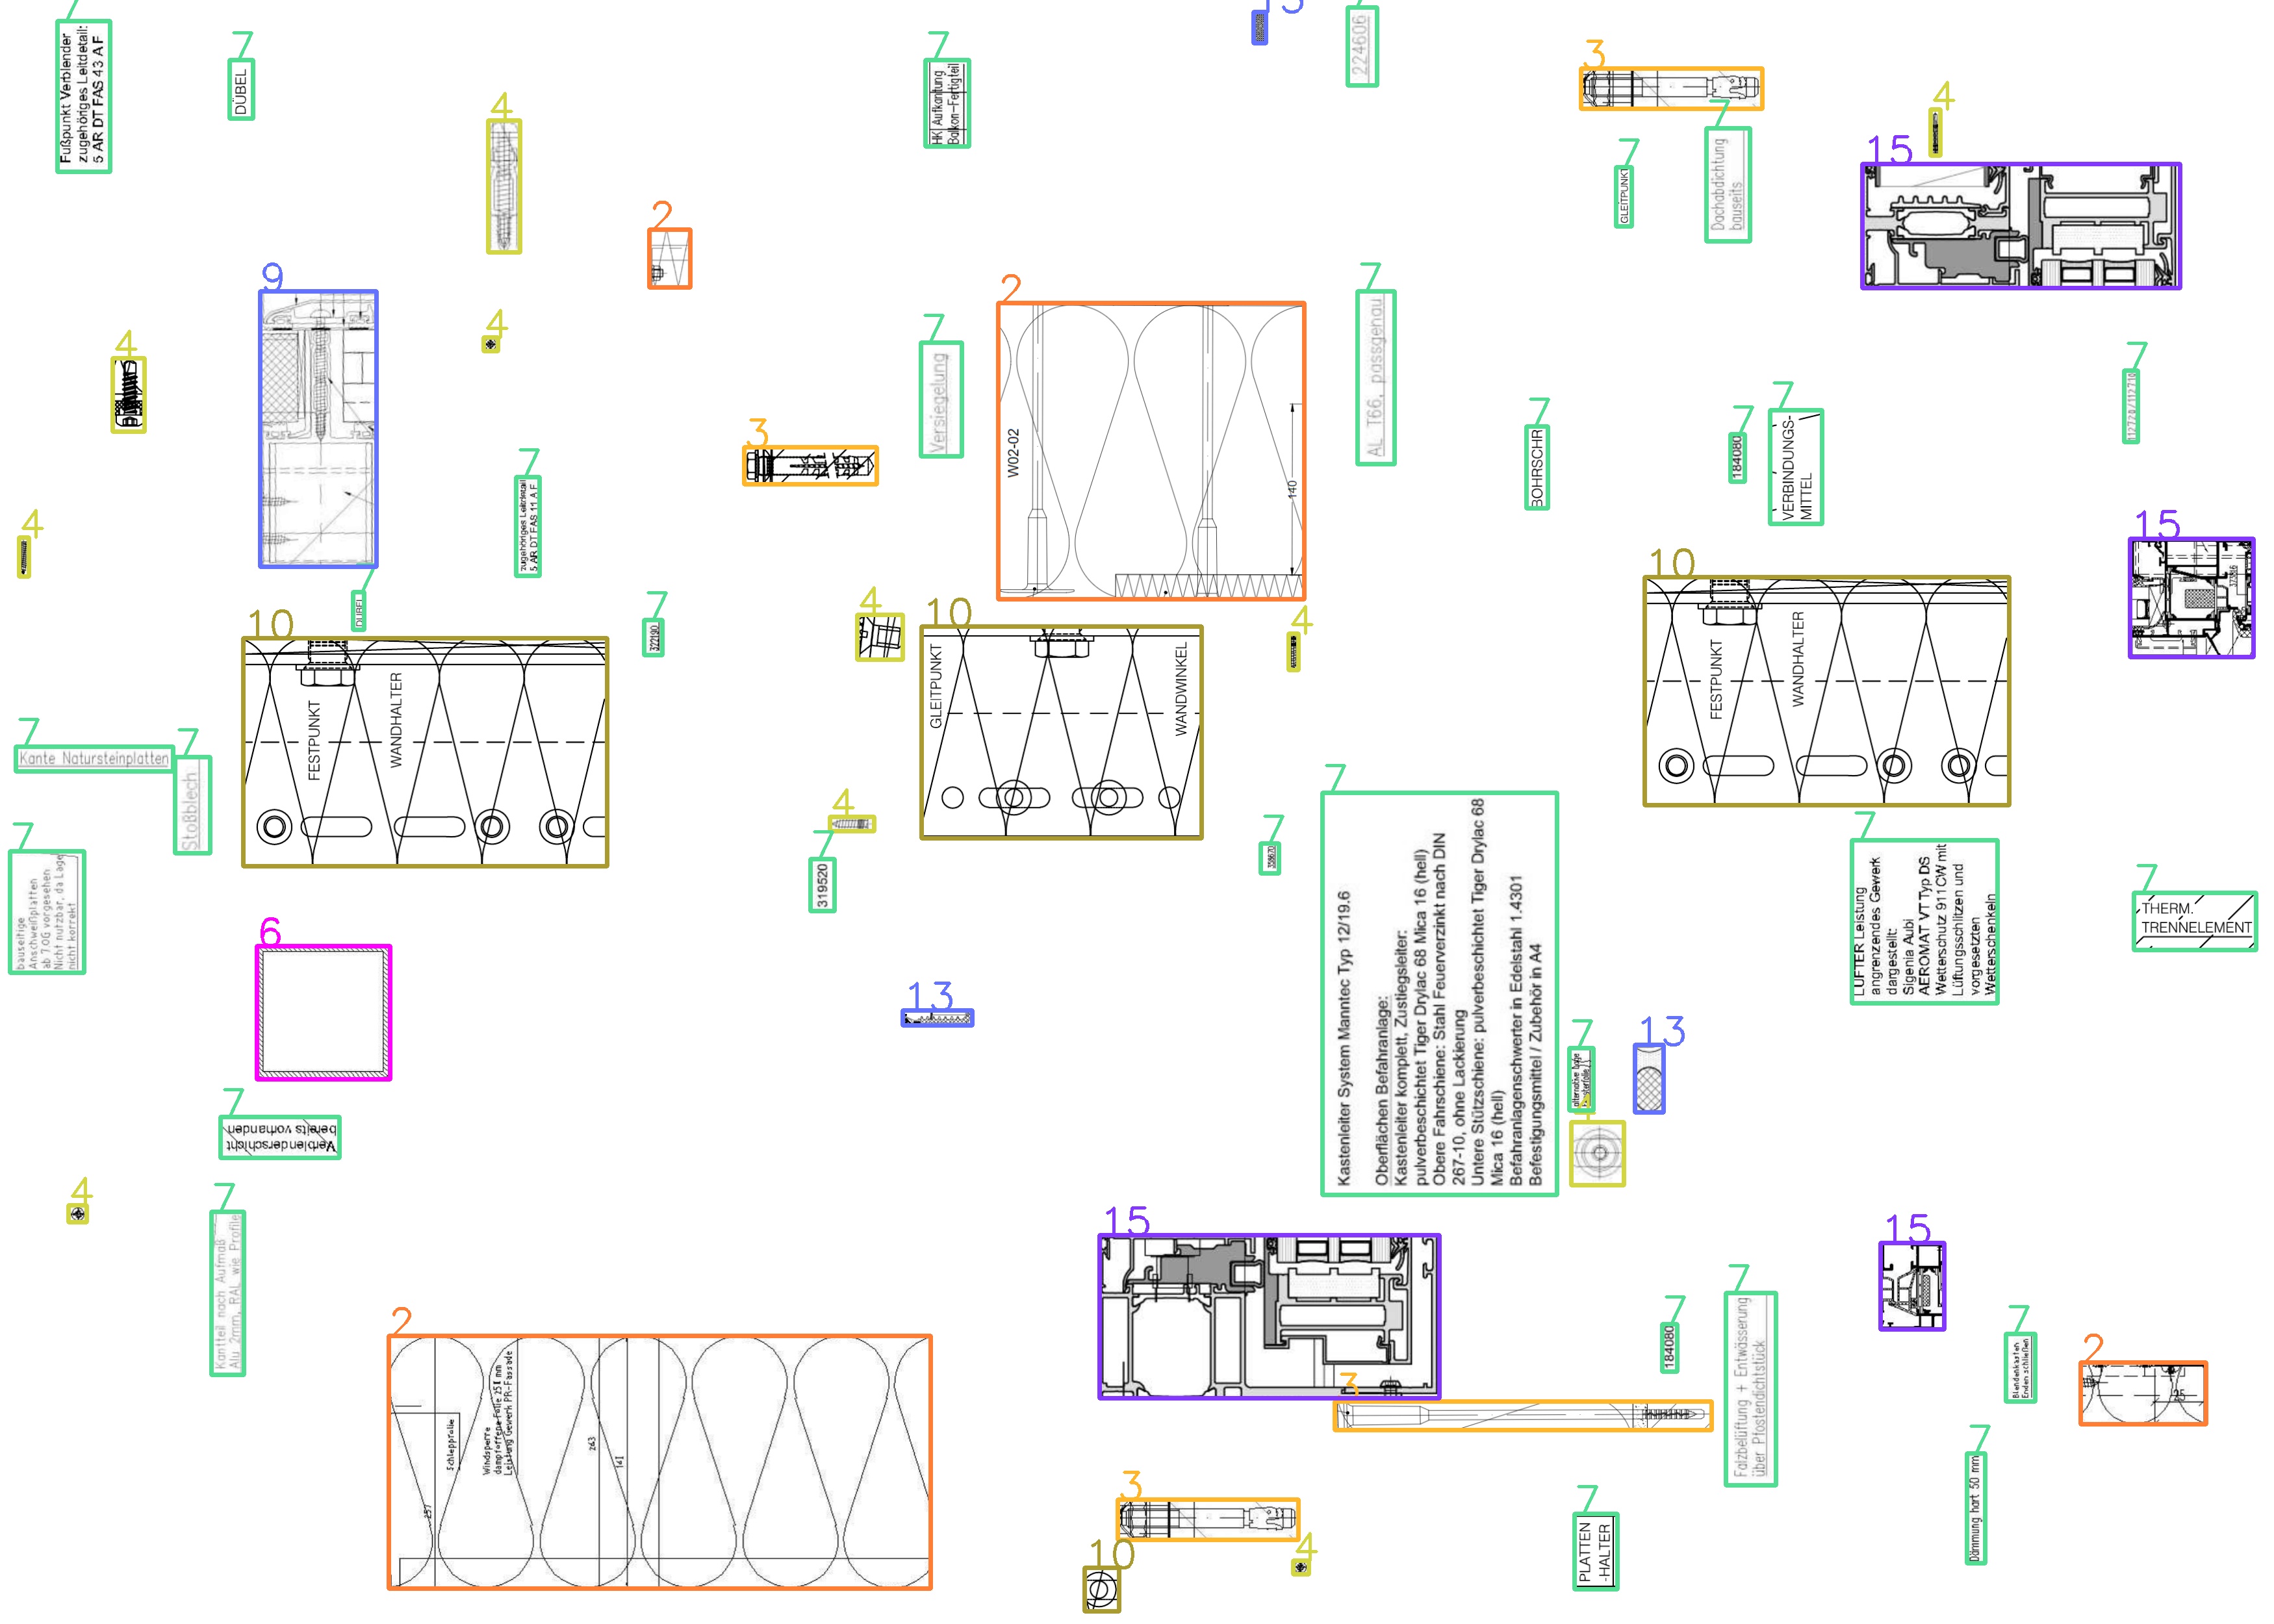 7
Fußpunkt Verblender
zugehöriges Leitdetail:
5 AR DT FAS 43 A F
7
DÜBEL
4
7
HK Aufkantung
Balkon-Fertigteil
13
7
224606
3
7
GLEITPUNKT
7
Dachabdichtung
bauseits
4
15
2
9
4
4
7
Versiegelung
2
W02-02
140
7
AL T66, passgenau
7
BOHRSCHR
7
184080
7
VERBINDUNGS-
MITTEL
7
3
7
zugehöriges Leitdetail
5 AR DT FAS 11 A F
4
7
DÜBEL
7
322190
4
4
15
10
FESTPUNKT
WANDHALTER
10
GLEITPUNKT
WANDWINKEL
10
FESTPUNKT
WANDHALTER
7
Kante Natursteinplatten
7
Stoßblech
7
bauseitige
Anschweißplatten
ab 7.OG vorgesehen
Nicht nutzbar, da Lage
nicht korrekt
4
7
319520
7
7
Kastenleiter System Manntec Typ 12/19.6
Oberflächen Befahranlage:
Kastenleiter komplett, Zustiegsleiter:
pulverbeschichtet Tiger Drylac 68 Mica 16 (hell)
Obere Fahrschiene: Stahl Feuerverzinkt nach DIN
267-10, ohne Lackierung
Untere Stützschiene: pulverbeschichtet Tiger Drylac 68
Mica 16 (hell)
Befahranlagenschwerter in Edelstahl 1.4301
Befestigungsmittel / Zubehör in A4
7
LÜFTER Leistung
angrenzendes Gewerk
dargestellt:
Sigenia Aubi
AEROMAT VT Typ DS
Wetterschutz 911 CW mit
Lüftungsschlitzen und
vorgesetzten
Wetterschenkeln
7
THERM.
TRENNELEMENT
6
13
7
13
7
Verblenderschicht
bereits vorhanden
4
7
Kantteil nach Aufmaß
Alu 2mm, RAL wie Profile
2
257
Schleppfolie
Windsperre
dampfoffene Folie 251 mm
Leistung Gewerk PR-Fassade
263
141
15
3
7
184080
7
Falzbelüftung + Entwässerung
über Pfostendichtstück
15
7
Blendenkasten
Enden schließen
2
25
7
Dämmung hart 50 mm
3
4
10
7
PLATTEN
-HALTER